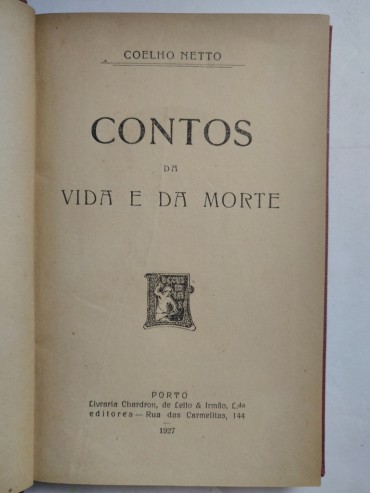 COELHO NETTO
CONTOS
DA
VIDA E DA MORTE
PORTO
Livraria Chardron, de Lello & Irmão, L.da
editores — Rua das Carmelitas, 144
1927